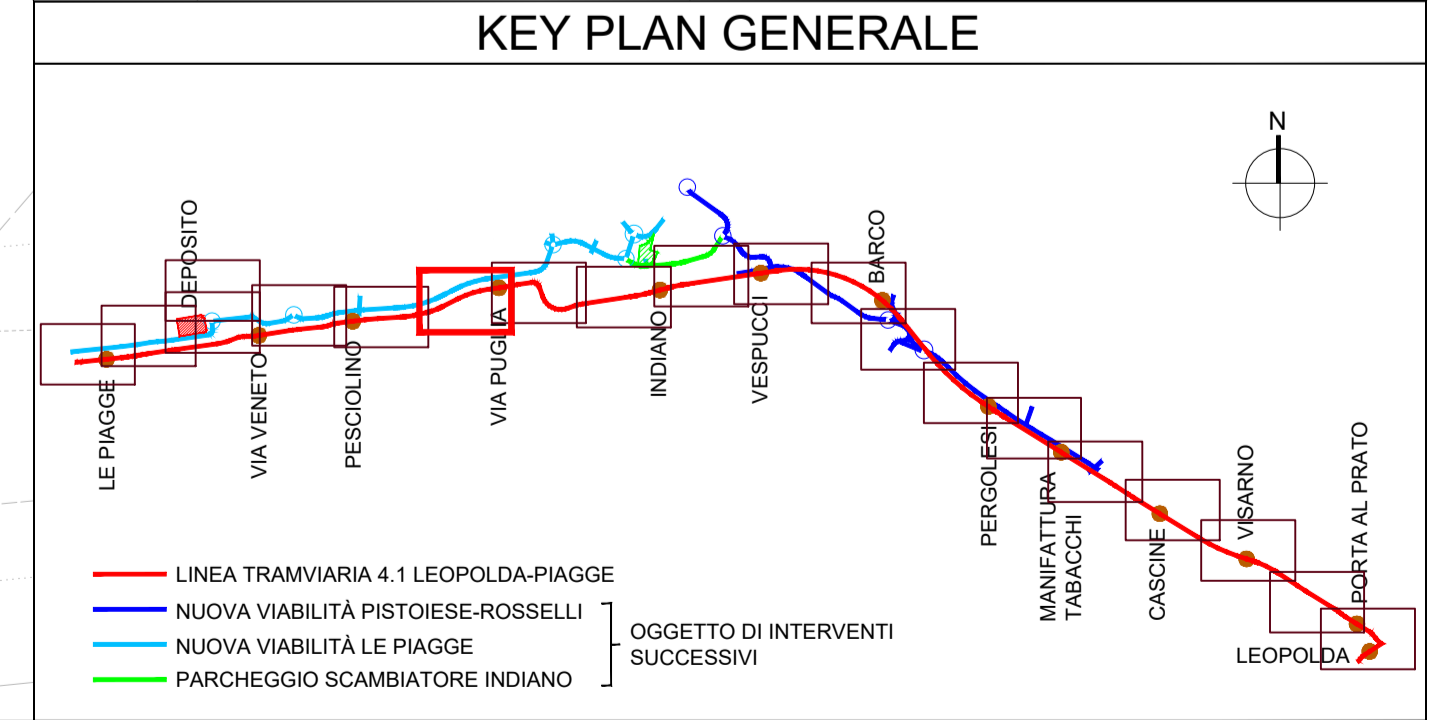 KEY PLAN GENERALE
N
DEPOSITO
BARCO
LE PIAGGE
VIA VENETO
PESCIOLINO
VIA PUGLIA
INDIANO
VESPUCCI
PERGOLESI
MANIFATTURA
TABACCHI
CASCINE
VISARNO
PORTA AL PRATO
LEOPOLDA
LINEA TRAMVIARIA 4.1 LEOPOLDA-PIAGGE
NUOVA VIABILITÀ PISTOIESE-ROSSELLI
NUOVA VIABILITÀ LE PIAGGE
PARCHEGGIO SCAMBIATORE INDIANO
OGGETTO DI INTERVENTI
SUCCESSIVI